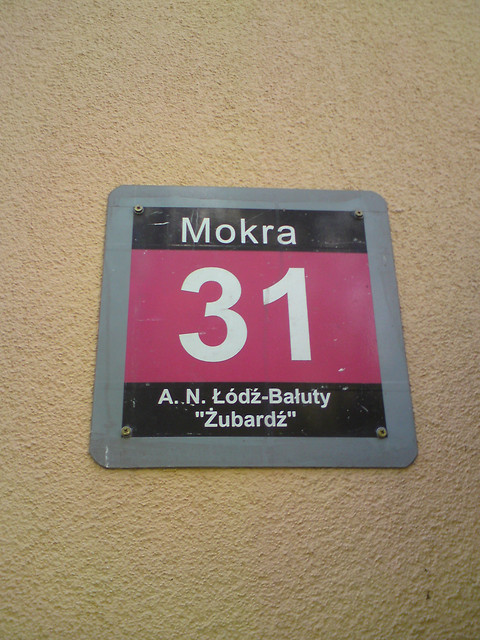 Mokra
31
A. N. Łódź-Bałuty
"Żubardź"